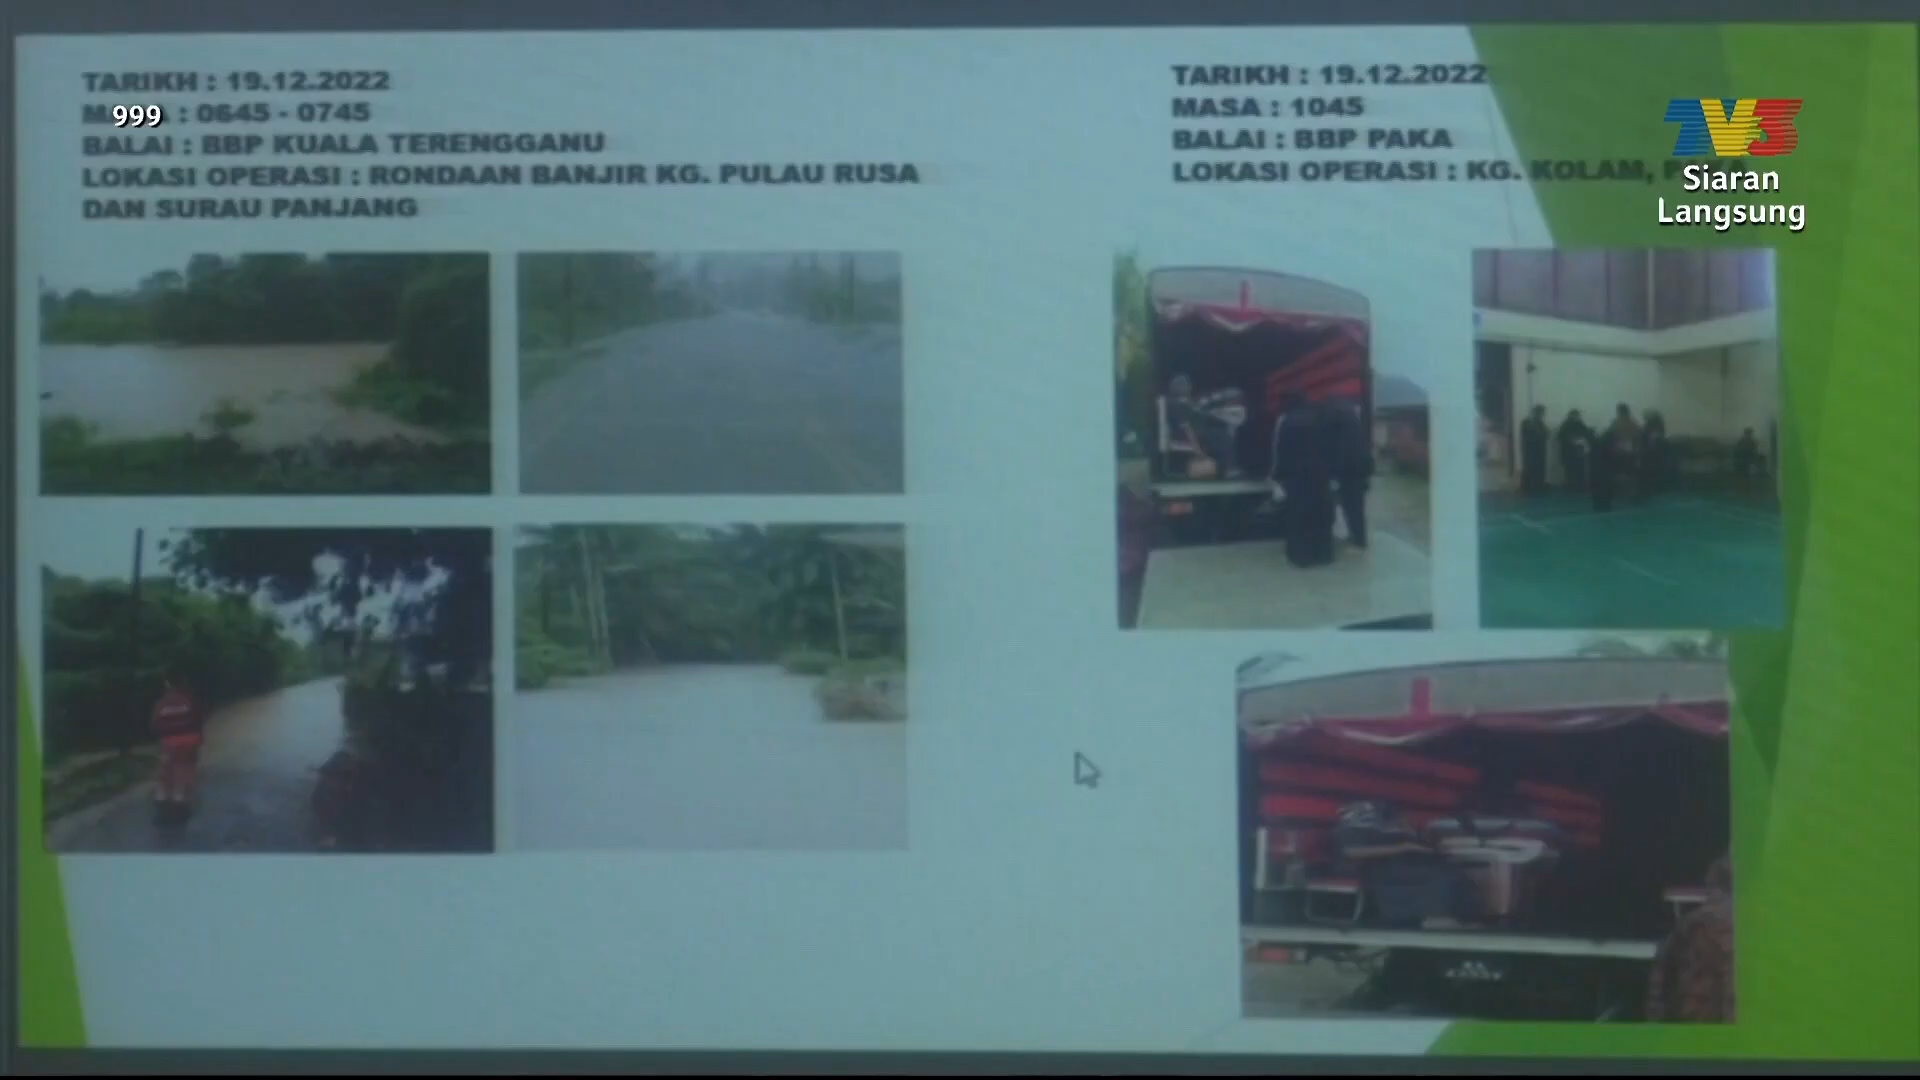 TARIKH : 19.12.2022
999 : 0645 - 0745
BALAI : BBP KUALA TERENGGANU
LOKASI OPERASI : RONDAAN BANJIR KG. PULAU RUSA
DAN SURAU PANJANG
TARIKH : 19.12.2022
MASA : 1045
BALAI : BBP PAKA
LOKASI OPERASI : KG. KOLAM,
TV3
Siaran
Langsung